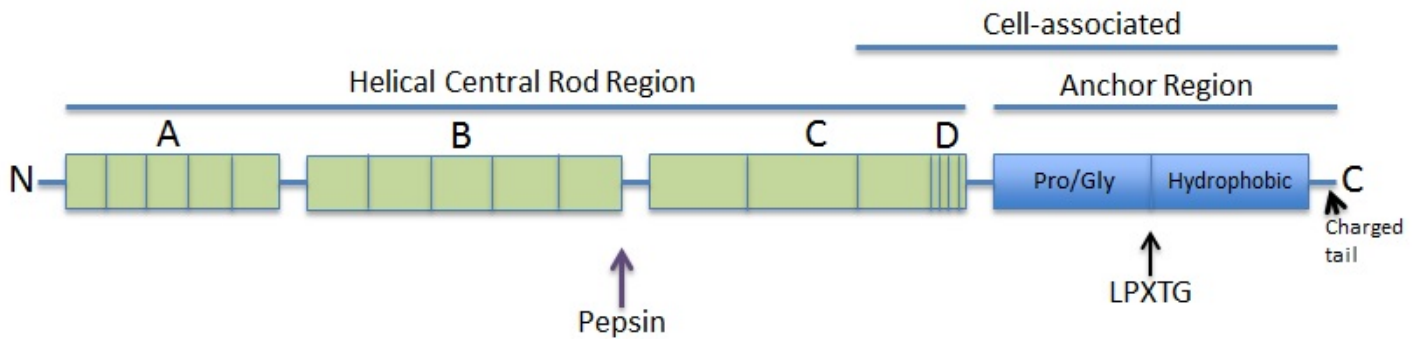 Cell-associated
Helical Central Rod Region
Anchor Region
A
B
C
D
N
Pro/Gly
Hydrophobic
C
Charged
tail
LPXTG
Pepsin